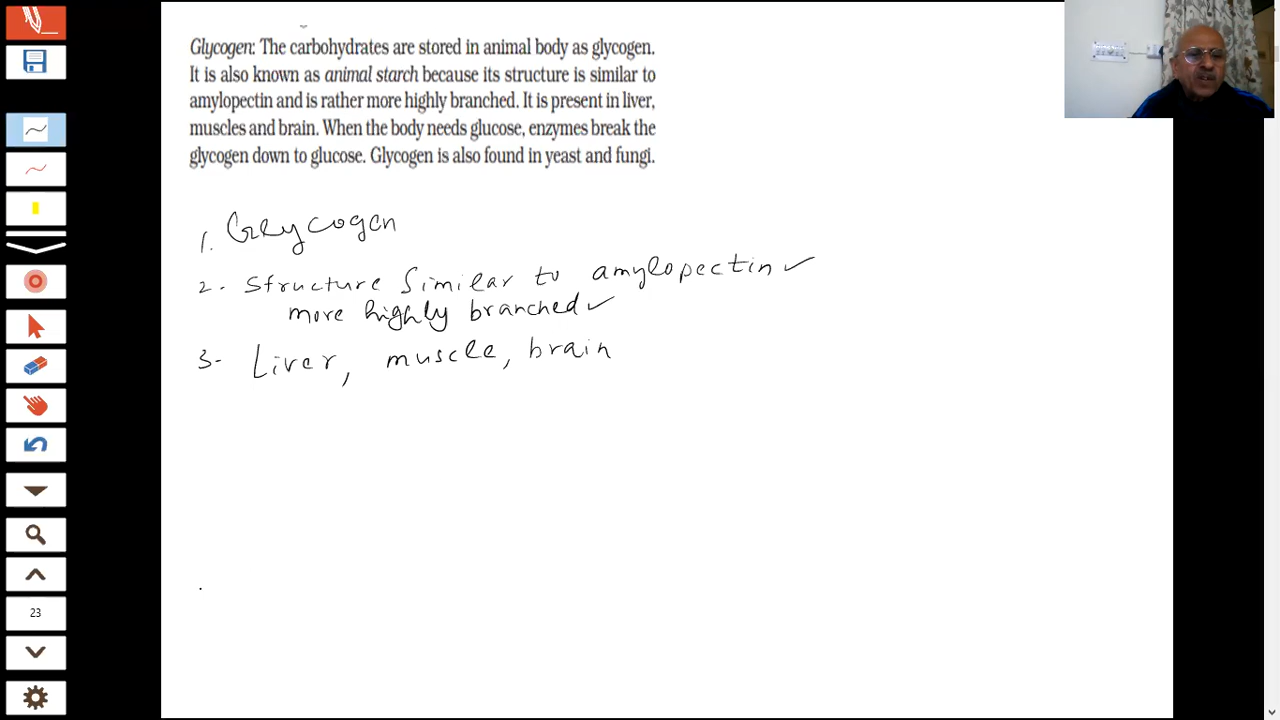 Glycogen: The carbohydrates are stored in animal body as glycogen.
It is also known as animal starch because its structure is similar to
amylopectin and is rather more highly branched. It is present in liver,
muscles and brain. When the body needs glucose, enzymes break the
glycogen down to glucose. Glycogen is also found in yeast and fungi.
1. Glycogen
2. Structure Similar to amylopectin ✓
more highly branched ✓
3- Liver, muscle, brain
23